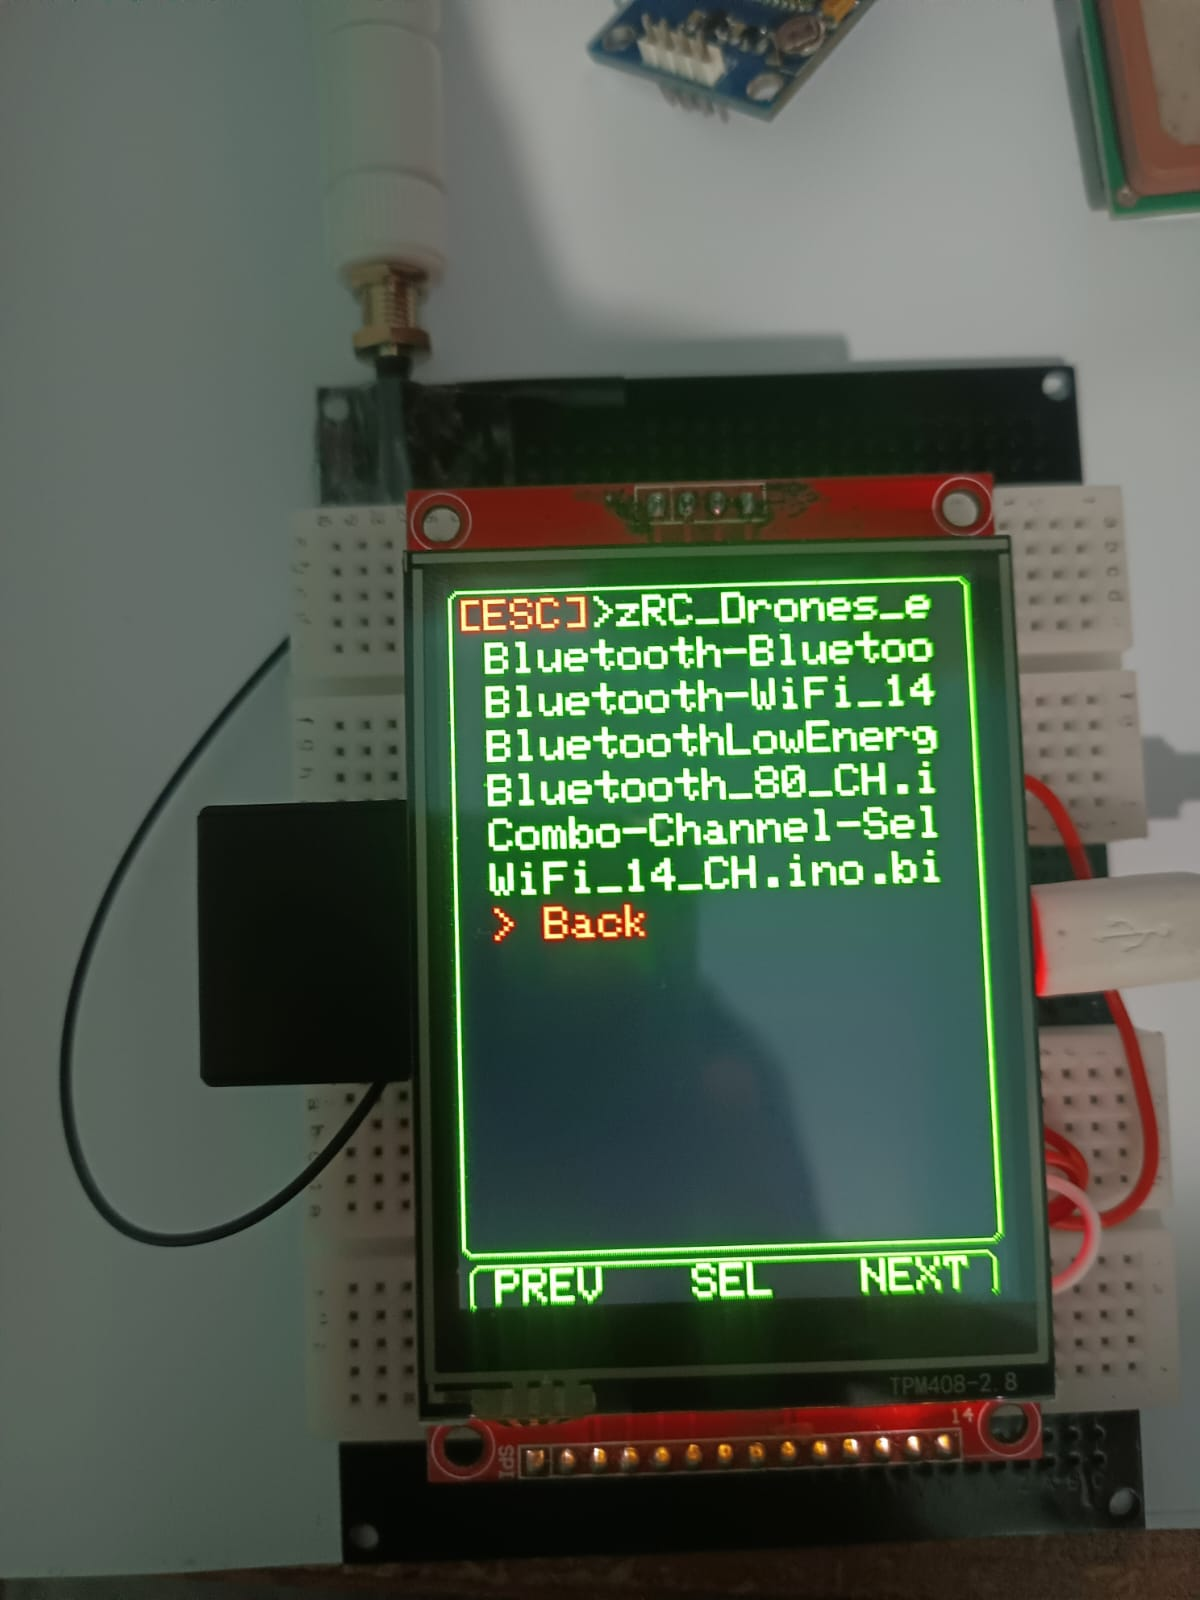 [ESC]>zRC_Drones_e
Bluetooth-Bluetoo
Bluetooth-WiFi_14
BluetoothLowEnerg
Bluetooth_80_CH.i
Combo-Channel-Sel
WiFi_14_CH.ino.bi
> Back
PREV SEL NEXT
TPM408-2.8
14
SPI